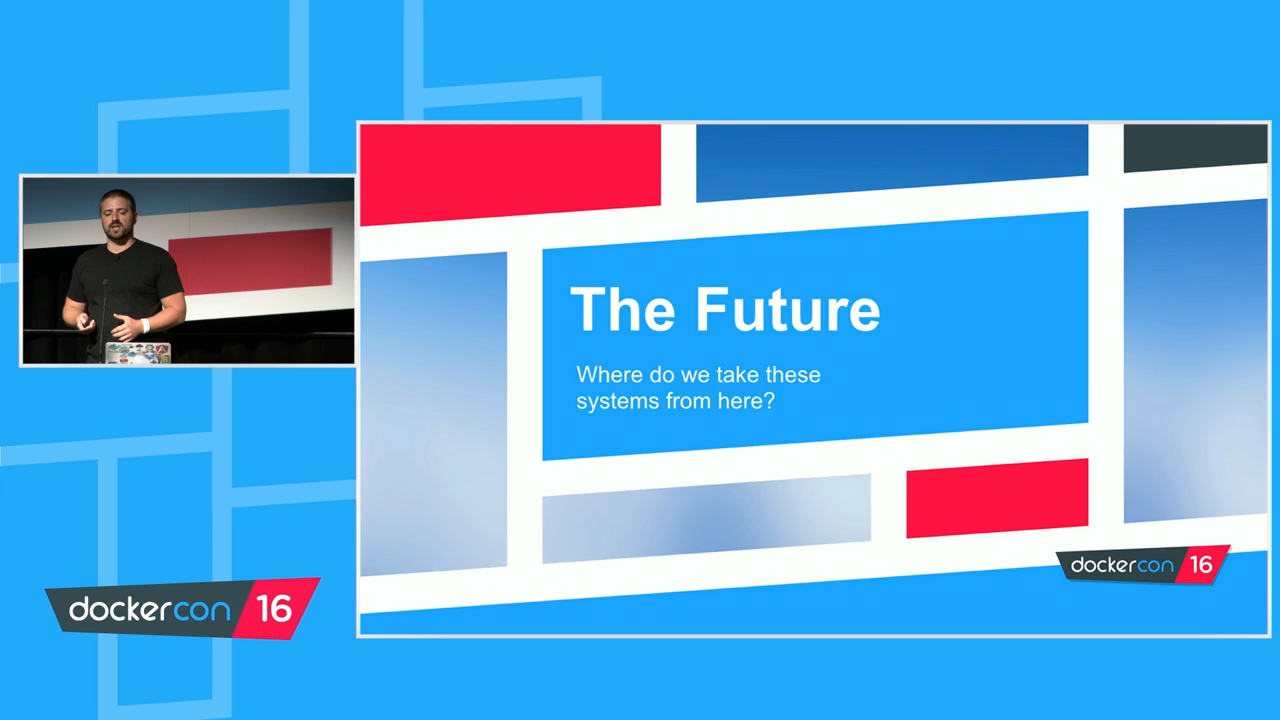 The Future
Where do we take these
systems from here?
dockercon 16
dockercon 16